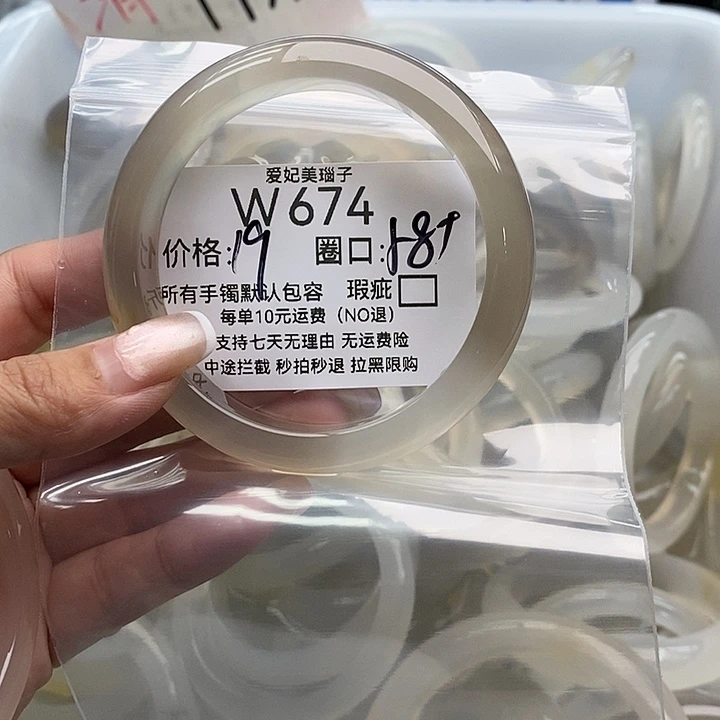 爱妃美瑙子
W674
价格:19 圈口:589
所有手镯默认包容 瑕疵
每单10元运费（NO退）
支持七天无理由 无运费险
中途拦截 秒拍秒退 拉黑限购